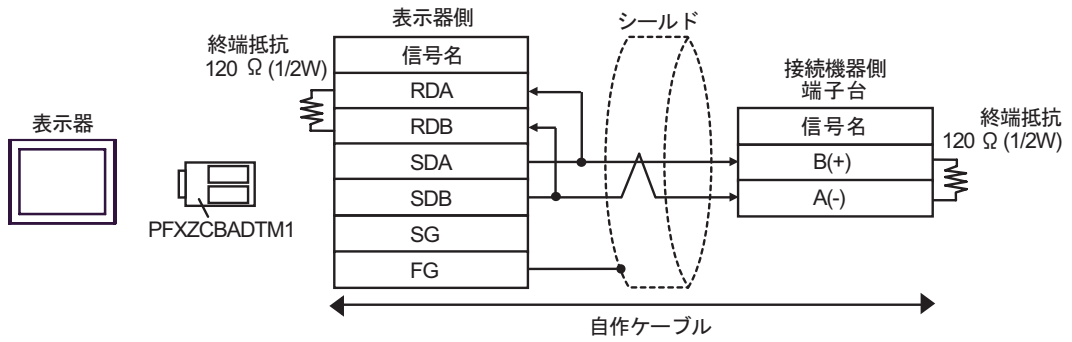 表示器
PFXZCBADTM1
終端抵抗
120 Ω (1/2W)
表示器側
信号名
RDA
RDB
SDA
SDB
SG
FG
シールド
接続機器側
端子台
信号名
B(+)
A(-)
終端抵抗
120 Ω (1/2W)
自作ケーブル